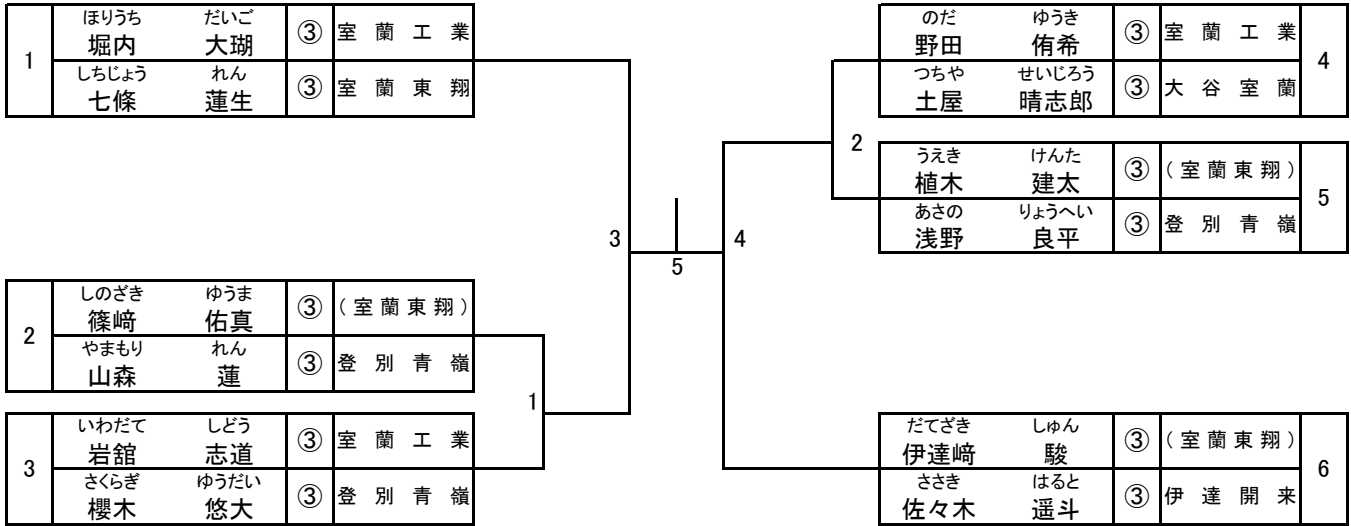 1
ほりうち だいご
堀内 大瑚 ③ 室蘭工業
しちじょう れん
七條 蓮生 ③ 室蘭東翔
2
しのざき ゆうま
篠﨑 佑真 ③ (室蘭東翔)
やまもり れん
山森 蓮 ③ 登別青嶺
3
いわだて しどう
岩舘 志道 ③ 室蘭工業
さくらぎ ゆうだい
櫻木 悠大 ③ 登別青嶺
1
3
5
4
2
のだ ゆうき
野田 侑希 ③ 室蘭工業
つちや せいじろう
土屋 晴志郎 ③ 大谷室蘭
4
うえき けんた
植木 建太 ③ (室蘭東翔)
あさの りょうへい
浅野 良平 ③ 登別青嶺
5
だてざき しゅん
伊達﨑 駿 ③ (室蘭東翔)
ささき はると
佐々木 遥斗 ③ 伊達開来
6